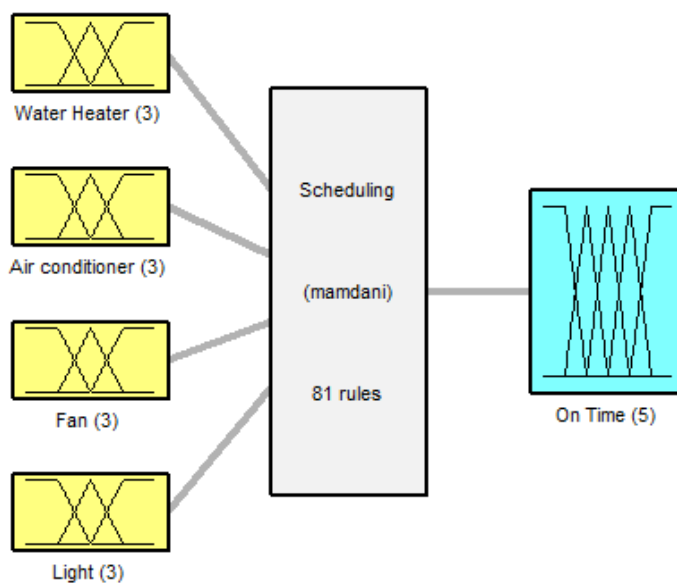 Water Heater (3)
Air conditioner (3)
Fan (3)
Light (3)
Scheduling
(mamdani)
81 rules
On Time (5)